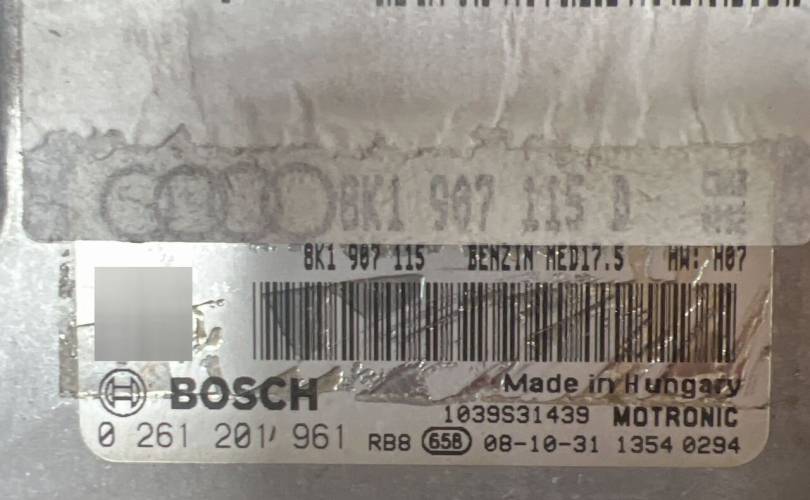 8K1 907 115 D
8K1 907 115 BENZIN MED17.5 HW: H07
BOSCH
Made in Hungary
1039S31439 MOTRONIC
0 261 201 961 RB8 658 08-10-31 1354 0294